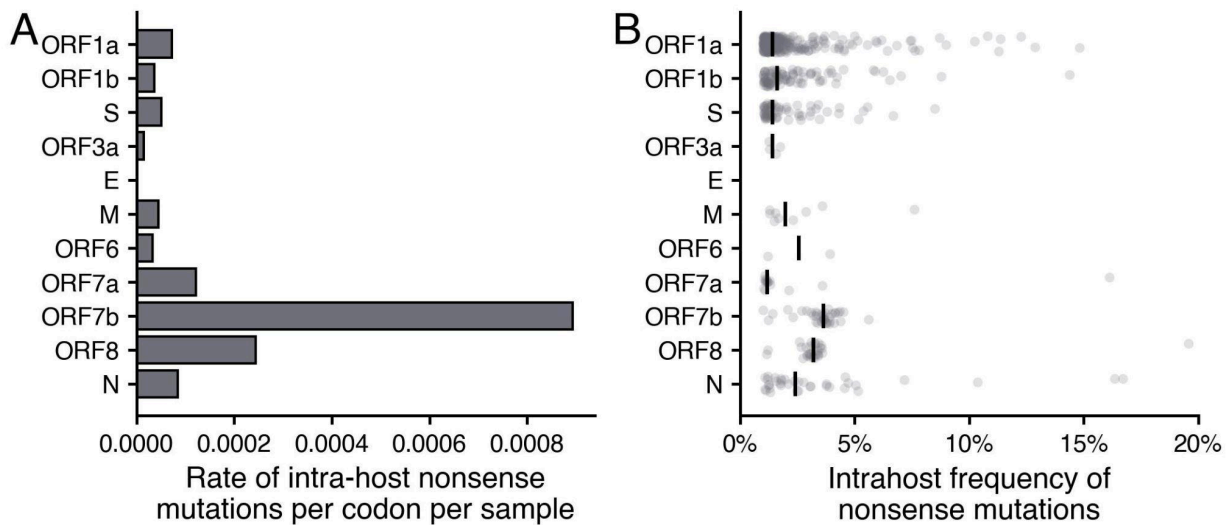 A
ORF1a
ORF1b
S
ORF3a
E
M
ORF6
ORF7a
ORF7b
ORF8
N
0.0000 0.0002 0.0004 0.0006 0.0008
Rate of intra-host nonsense
mutations per codon per sample
B
ORF1a
ORF1b
S
ORF3a
E
M
ORF6
ORF7a
ORF7b
ORF8
N
0% 5% 10% 15% 20%
Intrahost frequency of
nonsense mutations